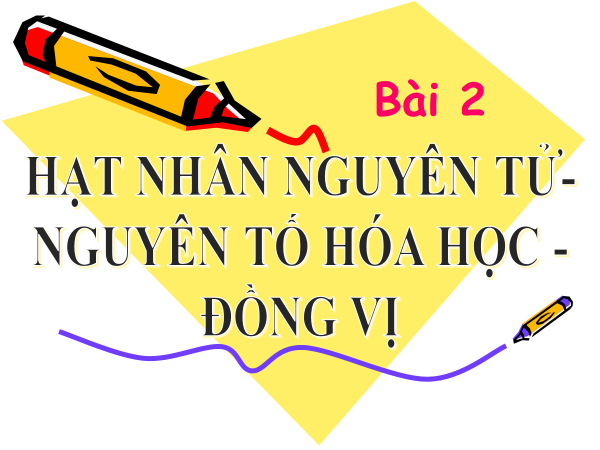 Bài 2
HẠT NHÂN NGUYÊN TỬ-
NGUYÊN TỐ HÓA HỌC -
ĐỒNG VỊ